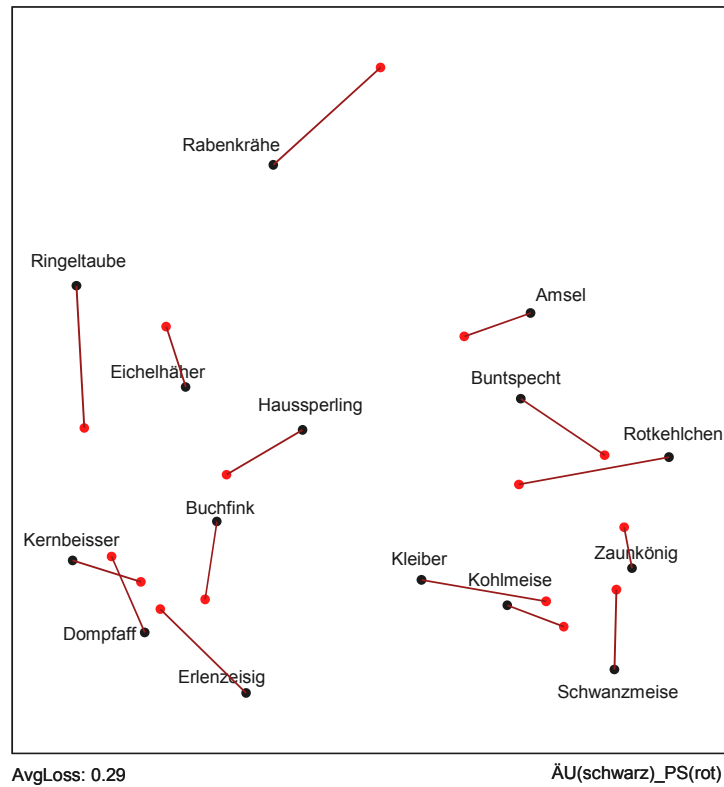 Rabenkrähe
Ringeltaube
Amsel
Eichelhäher
Buntspecht
Haussperling
Rotkehlchen
Buchfink
Kernbeisser
Kleiber
Zaunkönig
Kohlmeise
Dompfaff
Erlenzeisig
Schwanzmeise
AvgLoss: 0.29
ÄU(schwarz)_PS(rot)